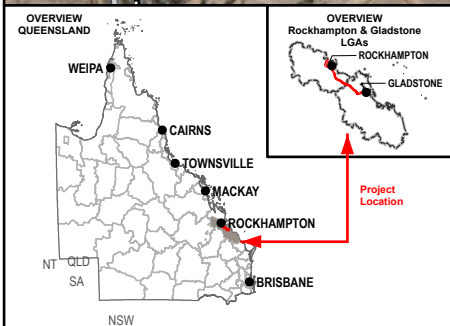 OVERVIEW
QUEENSLAND
WEIPA
CAIRNS
TOWNSVILLE
MACKAY
ROCKHAMPTON
BRISBANE
NT
QLD
SA
NSW
OVERVIEW
Rockhampton & Gladstone
LGAs
ROCKHAMPTON
GLADSTONE
Project
Location